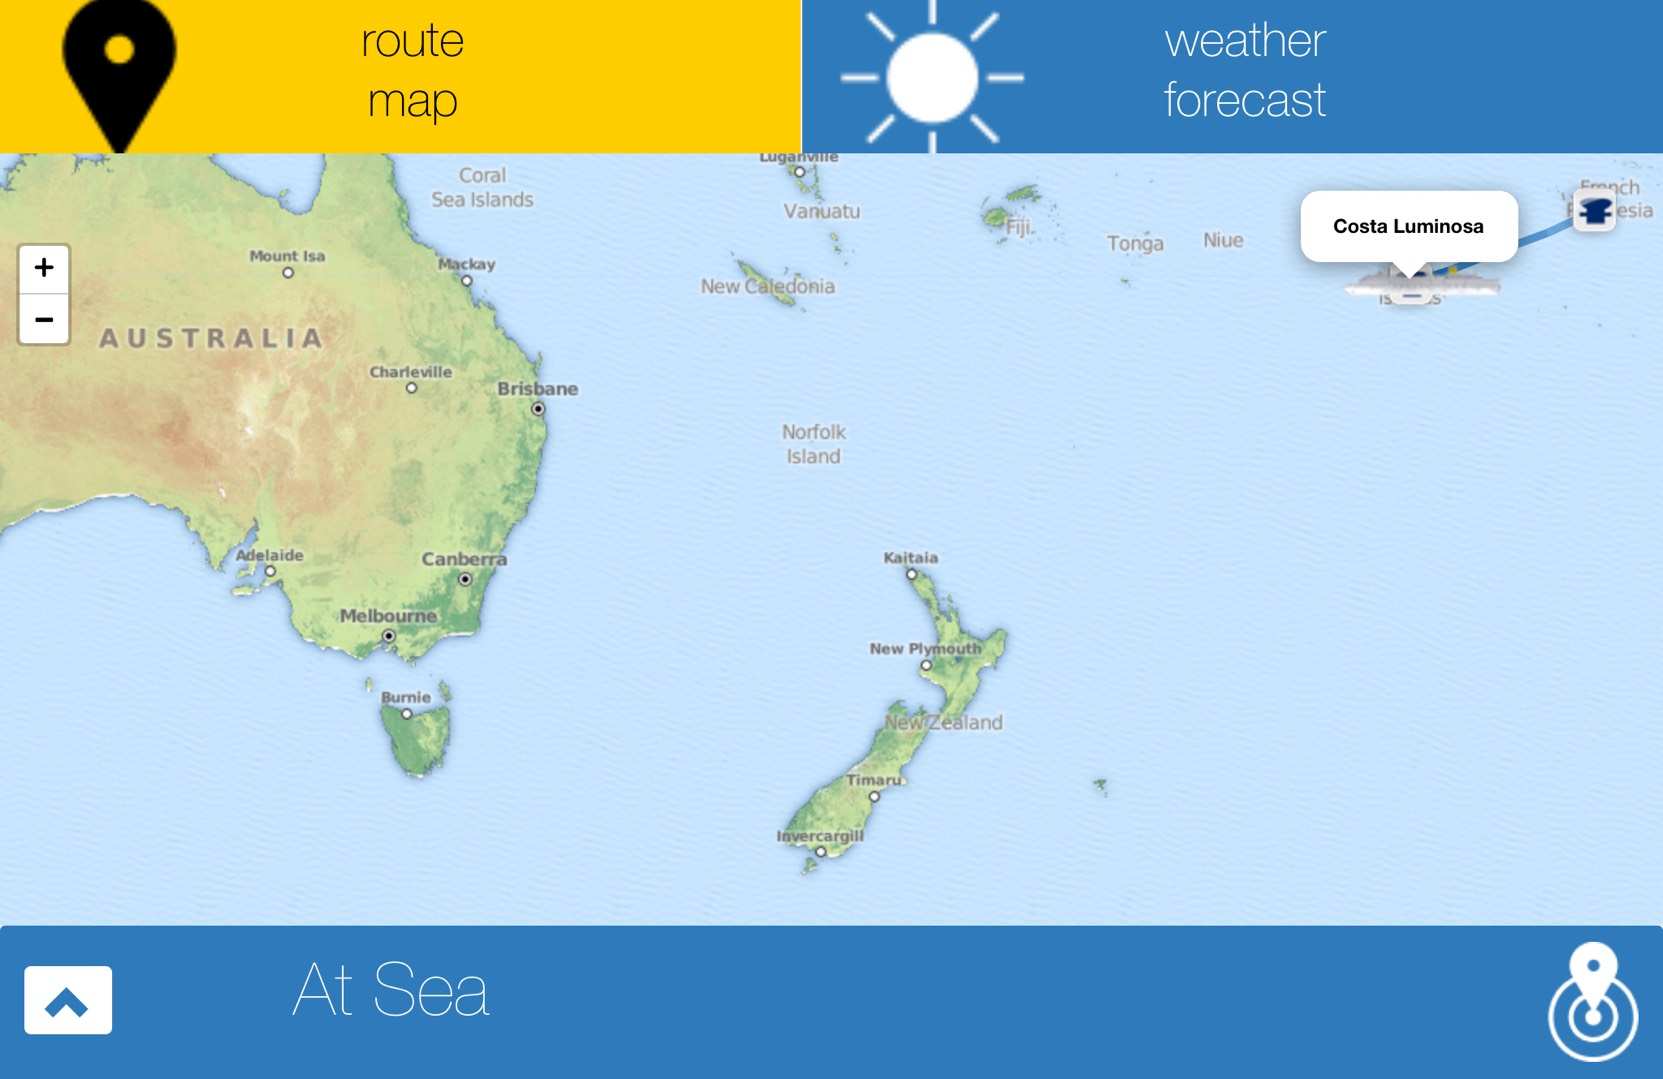 route
map
weather
forecast
Luganville
Coral
Sea Islands
French
Vanuatu
Fiji
Tonga
Niue
Costa Luminosa
Mount Isa
Mackay
New Caledonia
+
−
AUSTRALIA
Charleville
Brisbane
Norfolk
Island
Adelaide
Canberra
Kaitaia
Melbourne
New Plymouth
Burnie
New Zealand
Timaru
Invercargill
At Sea